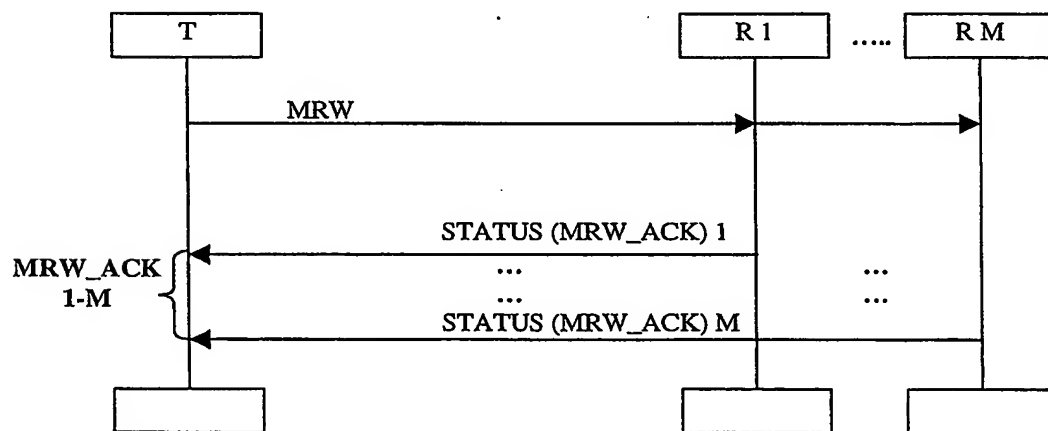 T
R 1
.....
R M
MRW
STATUS (MRW_ACK) 1
...
...
MRW_ACK
1-M
...
...
STATUS (MRW_ACK) M